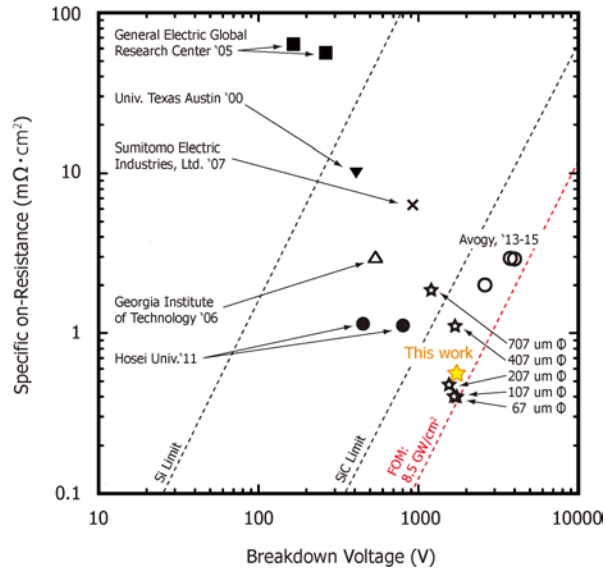 General Electric Global
Research Center ‘05
Univ. Texas Austin ‘00
Sumitomo Electric
Industries, Ltd. ‘07
Georgia Institute
of Technology ‘06
Hosei Univ.‘11
Avogy, ‘13-15
This work
707 um Φ
407 um Φ
207 um Φ
107 um Φ
67 um Φ
Si Limit
SiC Limit
FOM:
8.5 GW/cm²
Specific on-Resistance (mΩ·cm²)
100
10
1
0.1
10
100
1000
10000
Breakdown Voltage (V)